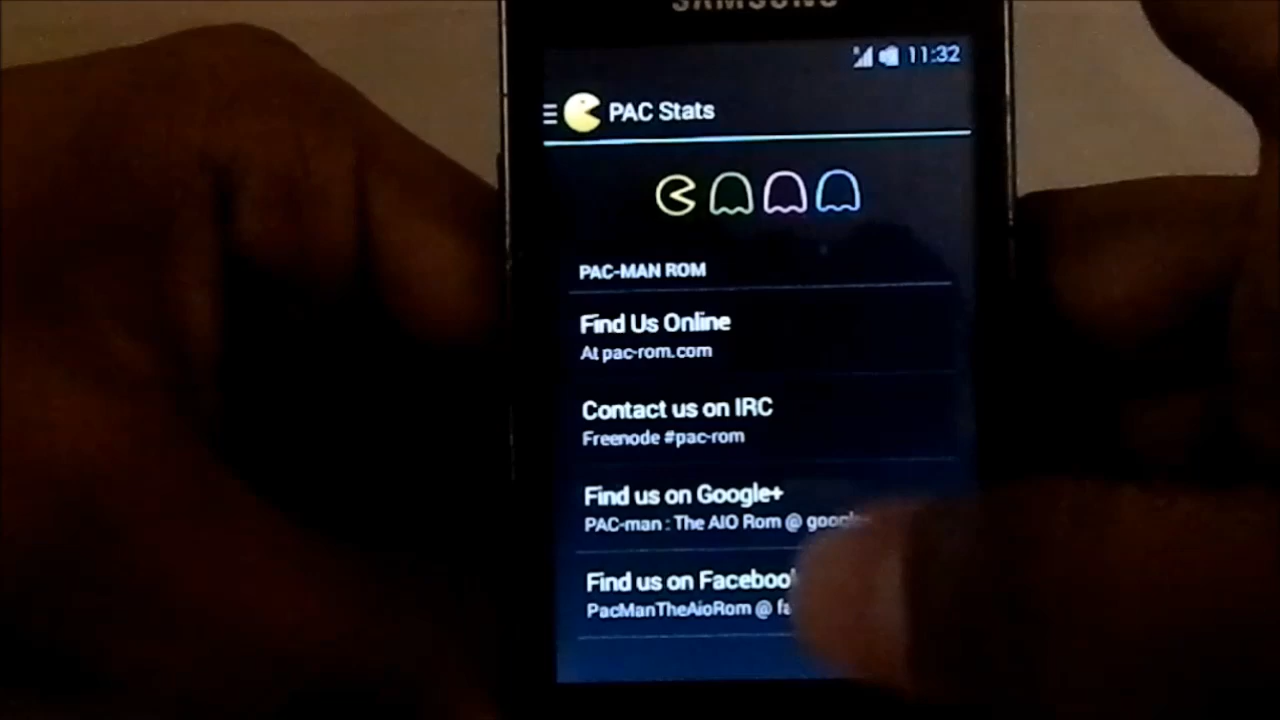 SAMSUNG
11:32
PAC Stats
PAC-MAN ROM
Find Us Online
At pac-rom.com
Contact us on IRC
Freenode #pac-rom
Find us on Google+
PAC-man : The AIO Rom @
Find us on Facebook
PacManTheAioRom @